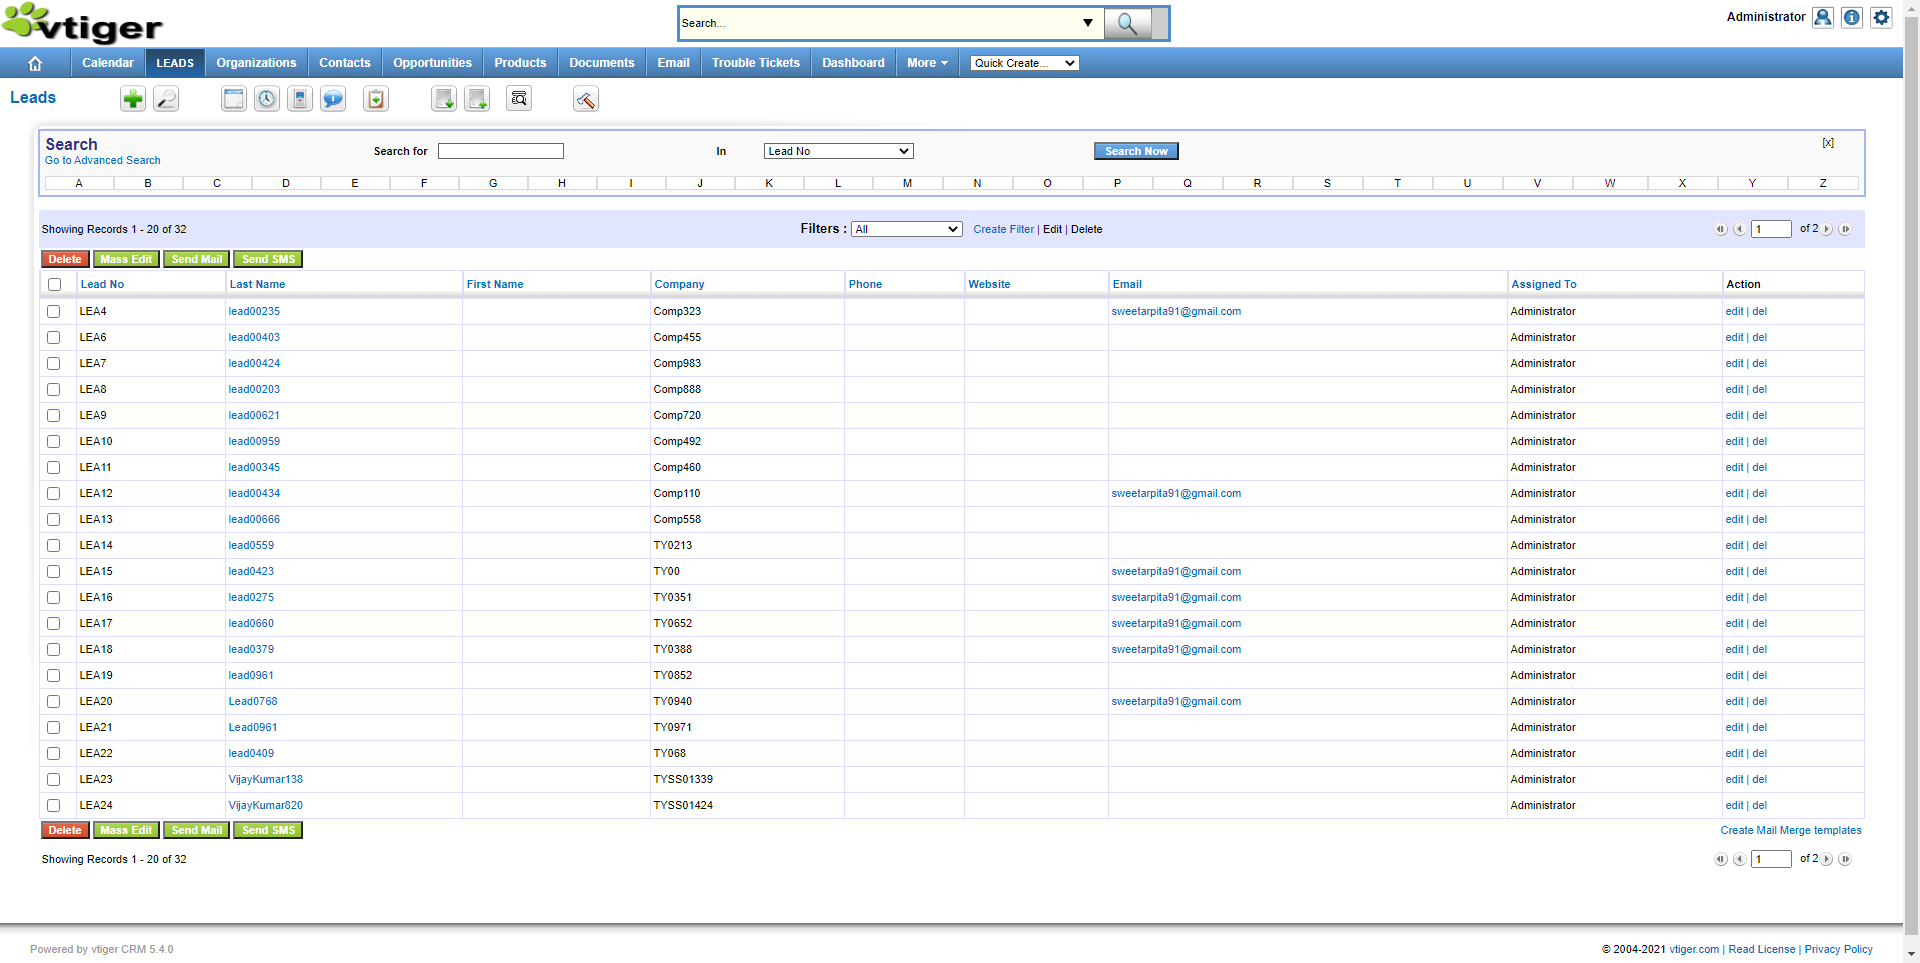 vtiger
Search...
Administrator
Calendar LEADS Organizations Contacts Opportunities Products Documents Email Trouble Tickets Dashboard More Quick Create...
Leads
Search
Go to Advanced Search
Search for In Lead No Search Now [x]
A B C D E F G H I J K L M N O P Q R S T U V W X Y Z
Showing Records 1 - 20 of 32 Filters : All Create Filter | Edit | Delete 1 of 2
Delete Mass Edit Send Mail Send SMS
Lead No Last Name First Name Company Phone Website Email Assigned To Action
LEA4 lead00235 Comp323 sweetarpita91@gmail.com Administrator edit | del
LEA6 lead00403 Comp455 Administrator edit | del
LEA7 lead00424 Comp983 Administrator edit | del
LEA8 lead00203 Comp888 Administrator edit | del
LEA9 lead00621 Comp720 Administrator edit | del
LEA10 lead00959 Comp492 Administrator edit | del
LEA11 lead00345 Comp460 Administrator edit | del
LEA12 lead00434 Comp110 sweetarpita91@gmail.com Administrator edit | del
LEA13 lead00666 Comp558 Administrator edit | del
LEA14 lead0559 TY0213 Administrator edit | del
LEA15 lead0423 TY00 sweetarpita91@gmail.com Administrator edit | del
LEA16 lead0275 TY0351 sweetarpita91@gmail.com Administrator edit | del
LEA17 lead0660 TY0652 sweetarpita91@gmail.com Administrator edit | del
LEA18 lead0379 TY0388 sweetarpita91@gmail.com Administrator edit | del
LEA19 lead0961 TY0852 Administrator edit | del
LEA20 Lead0768 TY0940 sweetarpita91@gmail.com Administrator edit | del
LEA21 Lead0961 TY0971 Administrator edit | del
LEA22 lead0409 TY068 Administrator edit | del
LEA23 VijayKumar138 TYSS01339 Administrator edit | del
LEA24 VijayKumar820 TYSS01424 Administrator edit | del
Delete Mass Edit Send Mail Send SMS Create Mail Merge templates
Showing Records 1 - 20 of 32 1 of 2
Powered by vtiger CRM 5.4.0 © 2004-2021 vtiger.com | Read License | Privacy Policy